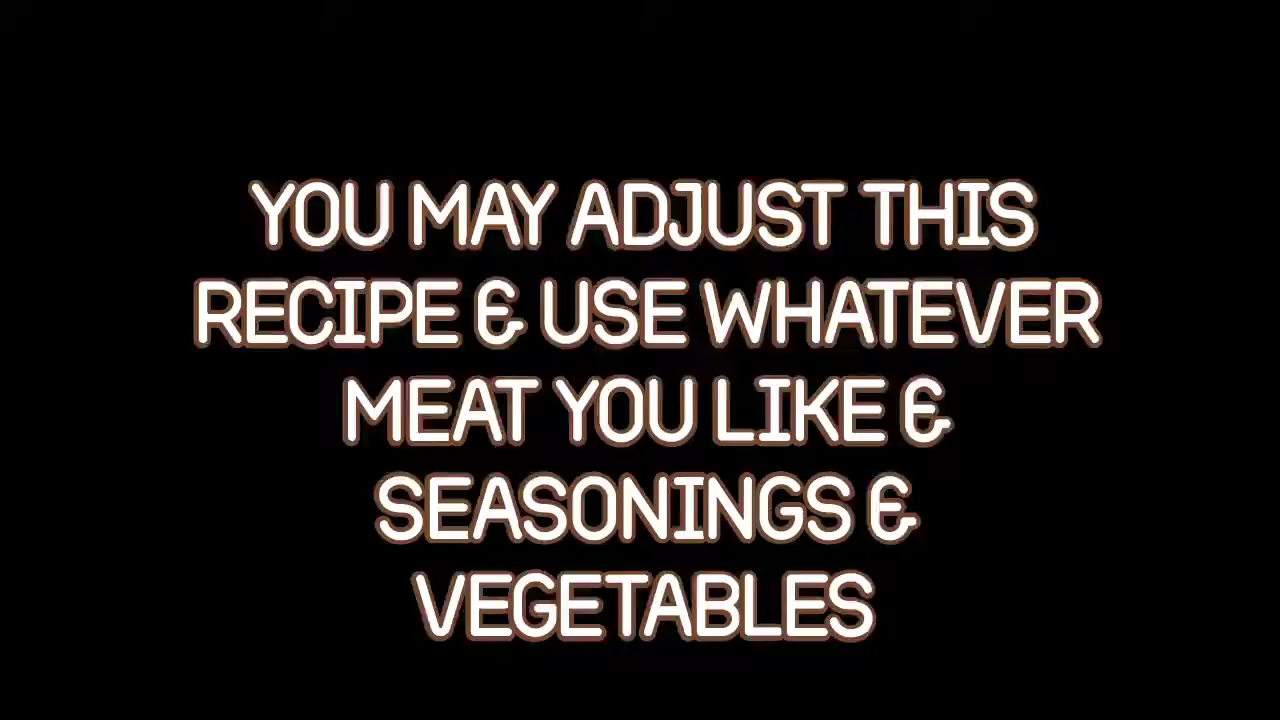 YOU MAY ADJUST THIS
RECIPE & USE WHATEVER
MEAT YOU LIKE &
SEASONINGS &
VEGETABLES